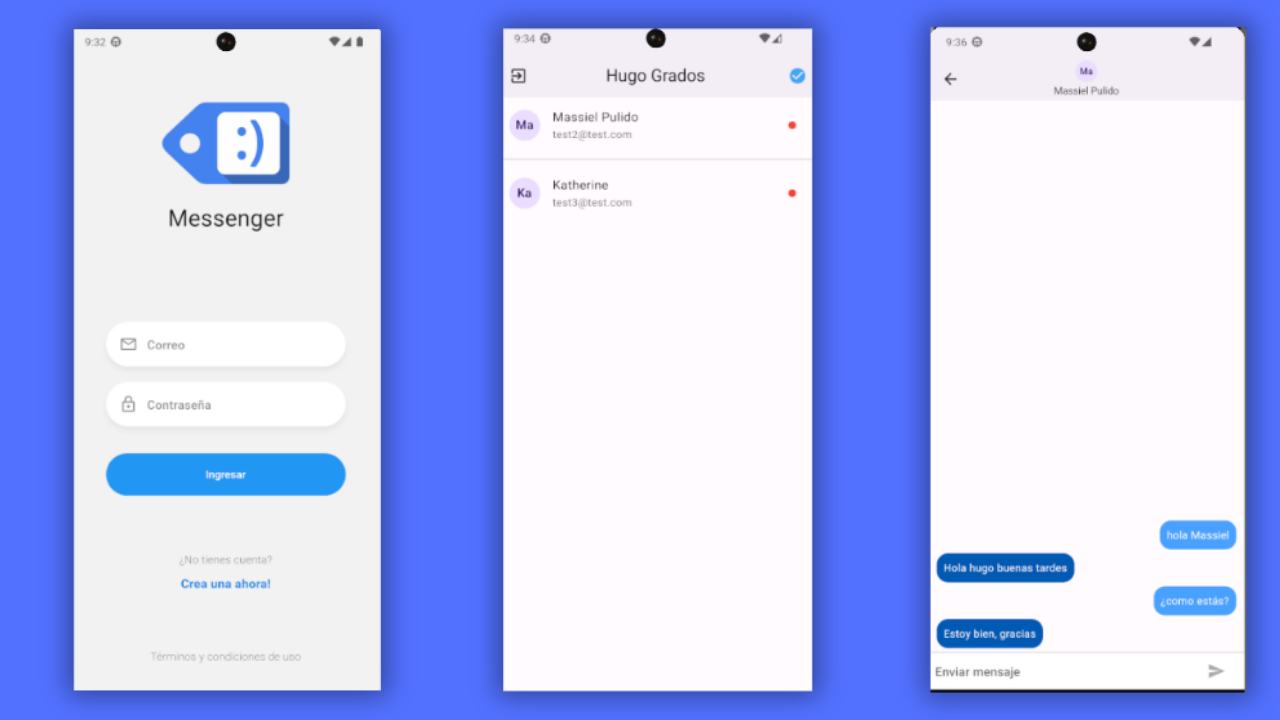 9:32
:)
Messenger
Correo
Contraseña
Ingresar
¿No tienes cuenta?
Crea una ahora!
Términos y condiciones de uso
9:34
Hugo Grados
Ma
Massiel Pulido
test2@test.com
Ka
Katherine
test3@test.com
9:36
Ma
Massiel Pulido
hola Massiel
Hola hugo buenas tardes
¿como estás?
Estoy bien, gracias
Enviar mensaje